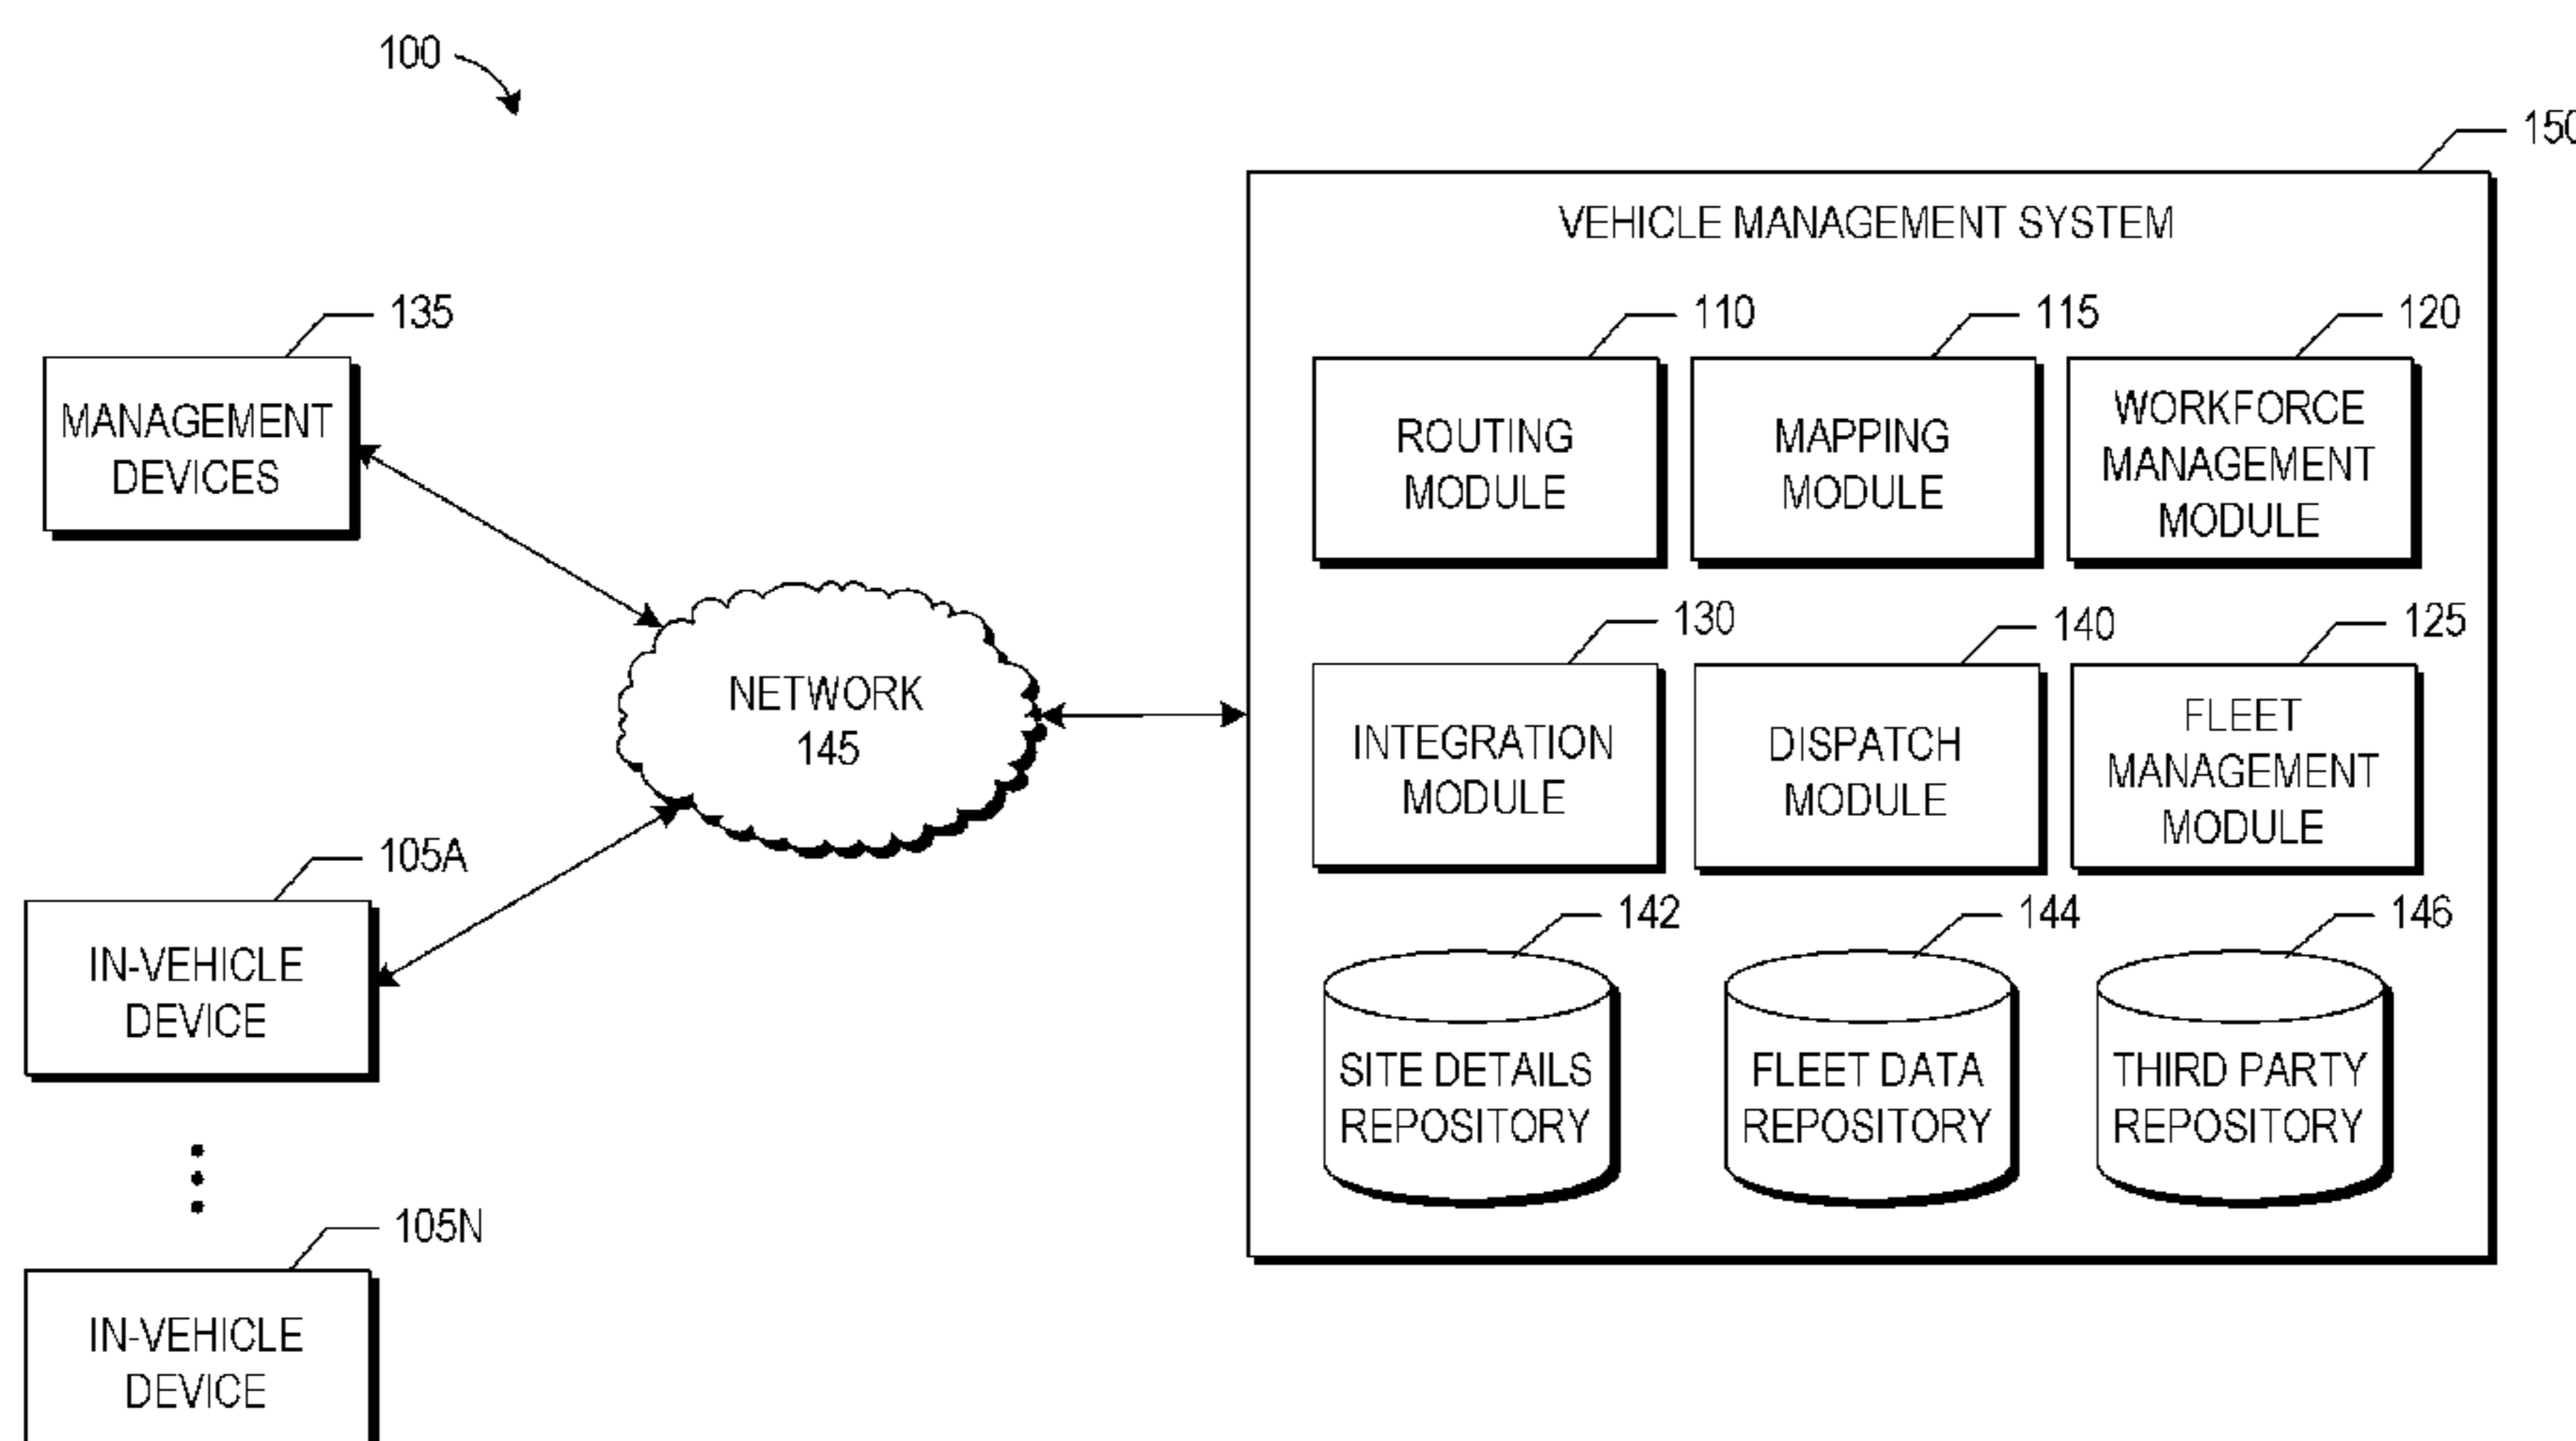 100
150
VEHICLE MANAGEMENT SYSTEM
135
110
115
120
MANAGEMENT
DEVICES
ROUTING
MODULE
MAPPING
MODULE
WORKFORCE
MANAGEMENT
MODULE
130
140
125
NETWORK
145
INTEGRATION
MODULE
DISPATCH
MODULE
FLEET
MANAGEMENT
MODULE
105A
142
144
146
IN-VEHICLE
DEVICE
SITE DETAILS
REPOSITORY
FLEET DATA
REPOSITORY
THIRD PARTY
REPOSITORY
105N
IN-VEHICLE
DEVICE